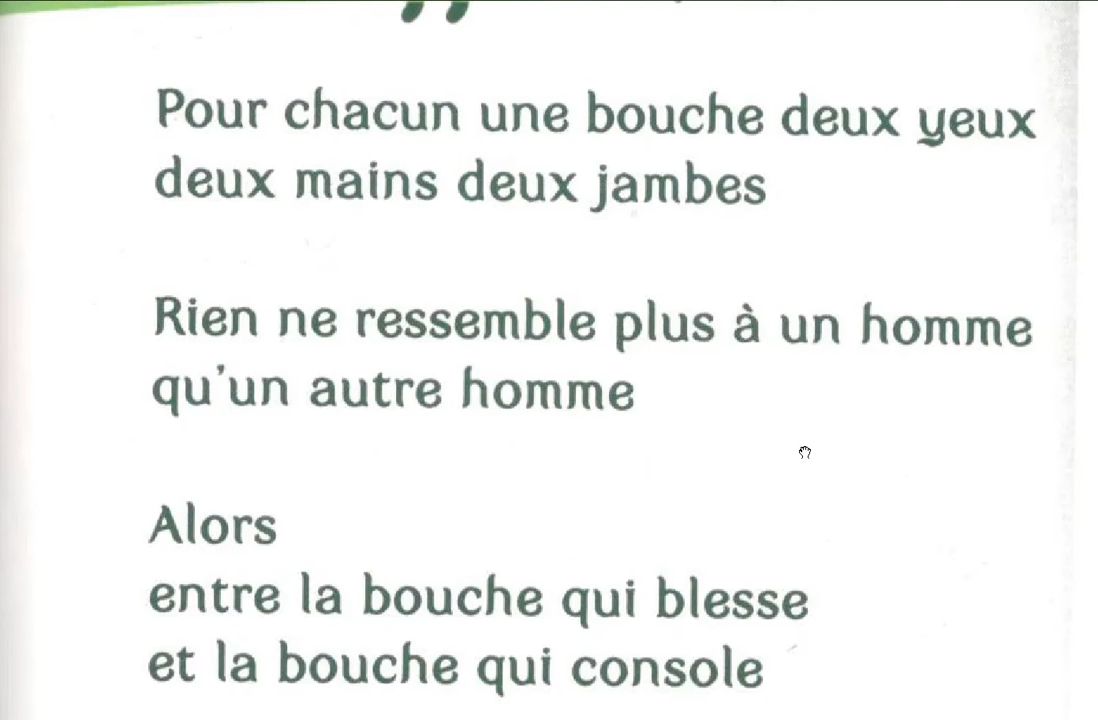 Pour chacun une bouche deux yeux
deux mains deux jambes
Rien ne ressemble plus à un homme
qu'un autre homme
Alors
entre la bouche qui blesse
et la bouche qui console